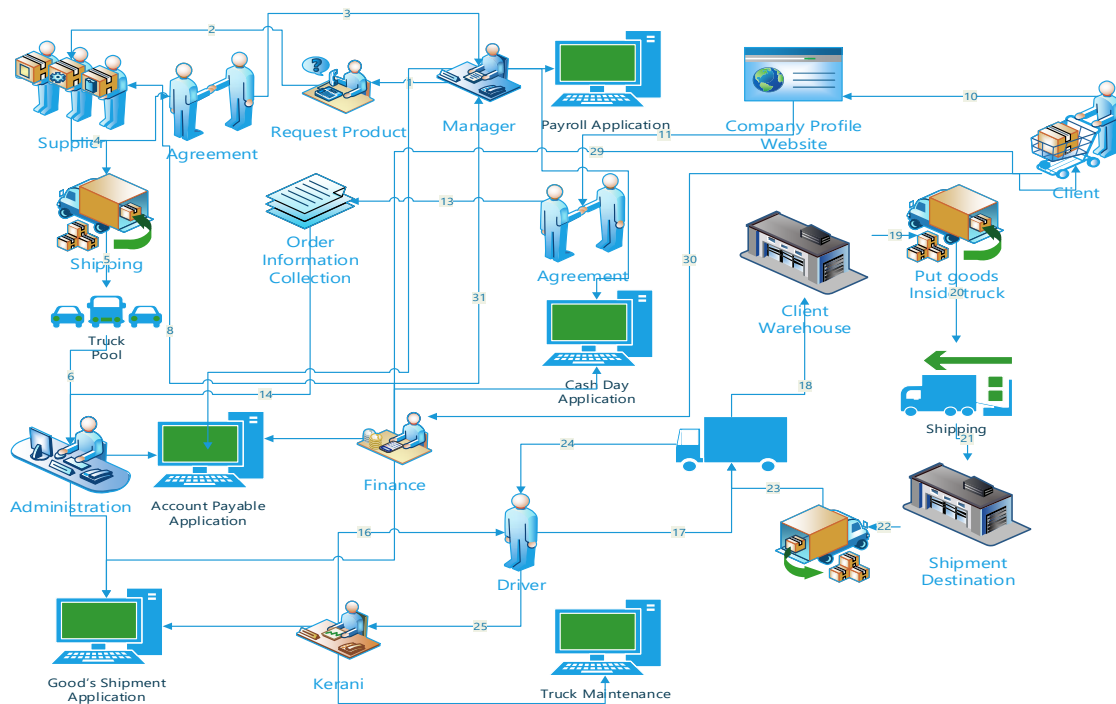 3
2
1
10
Supplie
4
Agreement
Request Product
Manager
Payroll Application
Company Profile
Website
11
29
Client
13
Shipping
5
Order
Information
Collection
Agreement
30
19
Put goods
Inside truck
20
Client
Warehouse
31
8
Truck
Pool
6
14
Cash Day
Application
18
Shipping
21
24
Administration
Account Payable
Application
Finance
23
16
17
22
Driver
Shipment
Destination
25
Good's Shipment
Application
Kerani
Truck Maintenance